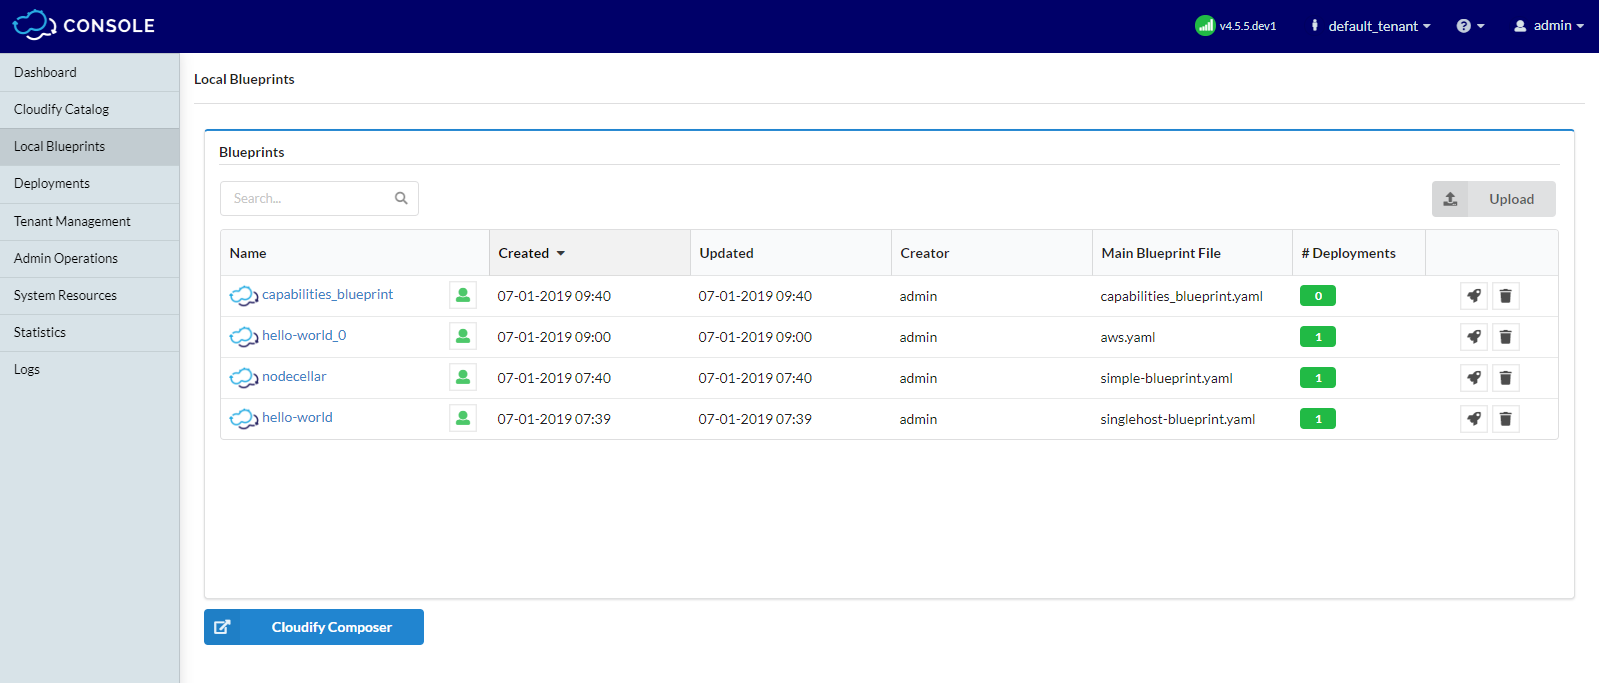 CONSOLE
v4.5.5.dev1
default_tenant
admin
Dashboard
Cloudify Catalog
Local Blueprints
Deployments
Tenant Management
Admin Operations
System Resources
Statistics
Logs
Local Blueprints
Blueprints
Search...
Upload
Name Created Updated Creator Main Blueprint File # Deployments
capabilities_blueprint 07-01-2019 09:40 07-01-2019 09:40 admin capabilities_blueprint.yaml 0
hello-world_0 07-01-2019 09:00 07-01-2019 09:00 admin aws.yaml 1
nodecellar 07-01-2019 07:40 07-01-2019 07:40 admin simple-blueprint.yaml 1
hello-world 07-01-2019 07:39 07-01-2019 07:39 admin singlehost-blueprint.yaml 1
Cloudify Composer